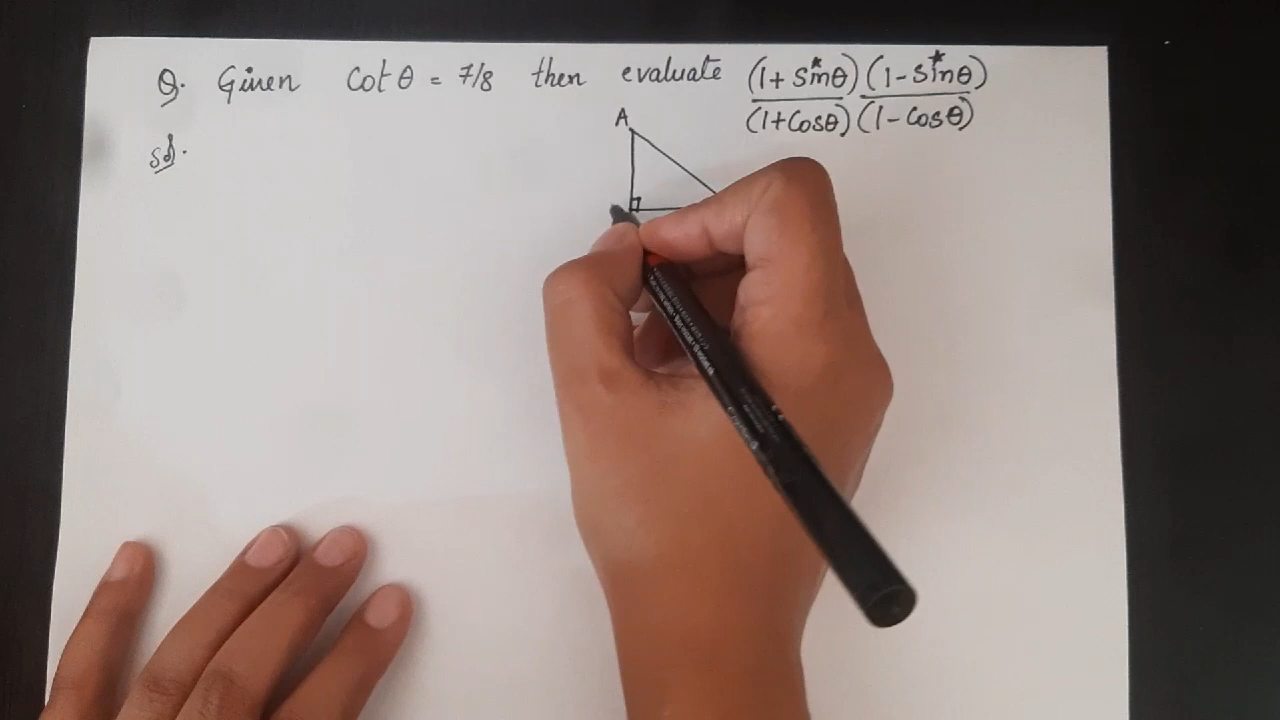 Q. Given Cot θ = 7/8 then evaluate (1 + Sinθ) (1 - Sinθ)
(1+Cosθ) (1 - Cosθ)
Sol.
A